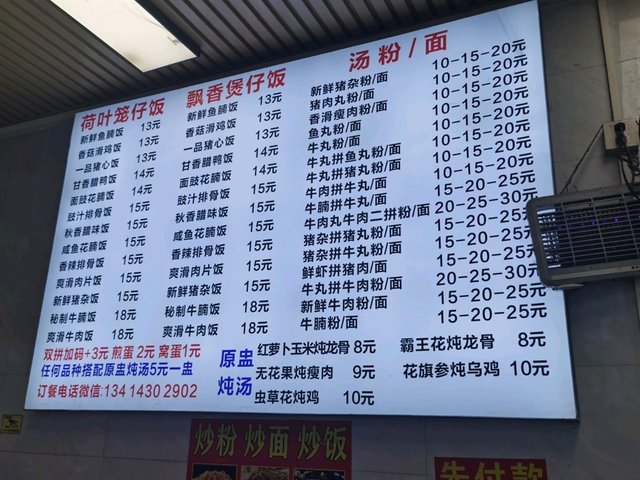 荷叶笼仔饭
新鲜鱼腩饭 13元
香菇滑鸡饭 13元
一品猪心饭 13元
甘香腊鸭饭 14元
面豉花腩饭 14元
豉汁排骨饭 15元
秋香腊味饭 15元
咸鱼花腩饭 15元
香辣排骨饭 15元
爽滑肉片饭 15元
新鲜猪杂饭 15元
秘制牛腩饭 18元
爽滑牛肉饭 18元
飘香煲仔饭
新鲜鱼腩饭 13元
香菇滑鸡饭 13元
一品猪心饭 13元
甘香腊鸭饭 14元
面豉花腩饭 14元
豉汁排骨饭 15元
秋香腊味饭 15元
咸鱼花腩饭 15元
香辣排骨饭 15元
爽滑肉片饭 15元
新鲜猪杂饭 15元
秘制牛腩饭 18元
爽滑牛肉饭 18元
汤粉/面
新鲜猪杂粉/面 10-15-20元
猪肉丸粉/面 10-15-20元
香滑瘦肉粉/面 10-15-20元
鱼丸粉/面 10-15-20元
牛丸粉/面 10-15-20元
牛丸拼鱼丸粉/面 10-15-20元
牛丸拼猪丸/面 10-15-20元
牛肉拼牛丸/面 10-15-20元
牛腩拼牛丸/面 15-20-25元
牛肉丸牛肉二拼粉/面 20-25-30元
猪杂拼猪丸粉/面 15-20-25元
猪杂拼猪肉粉/面 15-20-25元
鲜虾拼猪肉/面 15-20-25元
牛丸拼牛肉粉/面 20-25-30元
新鲜牛肉粉/面 15-20-25元
牛腩粉/面
双拼加码+3元 煎蛋2元 窝蛋1元
任何品种搭配原盅炖汤5元一盅
订餐电话微信:134 1430 2902
原盅炖汤
红萝卜玉米炖龙骨 8元 霸王花炖龙骨 8元
无花果炖瘦肉 9元 花旗参炖乌鸡 10元
虫草花炖鸡 10元
炒粉 炒面 炒饭
先付款